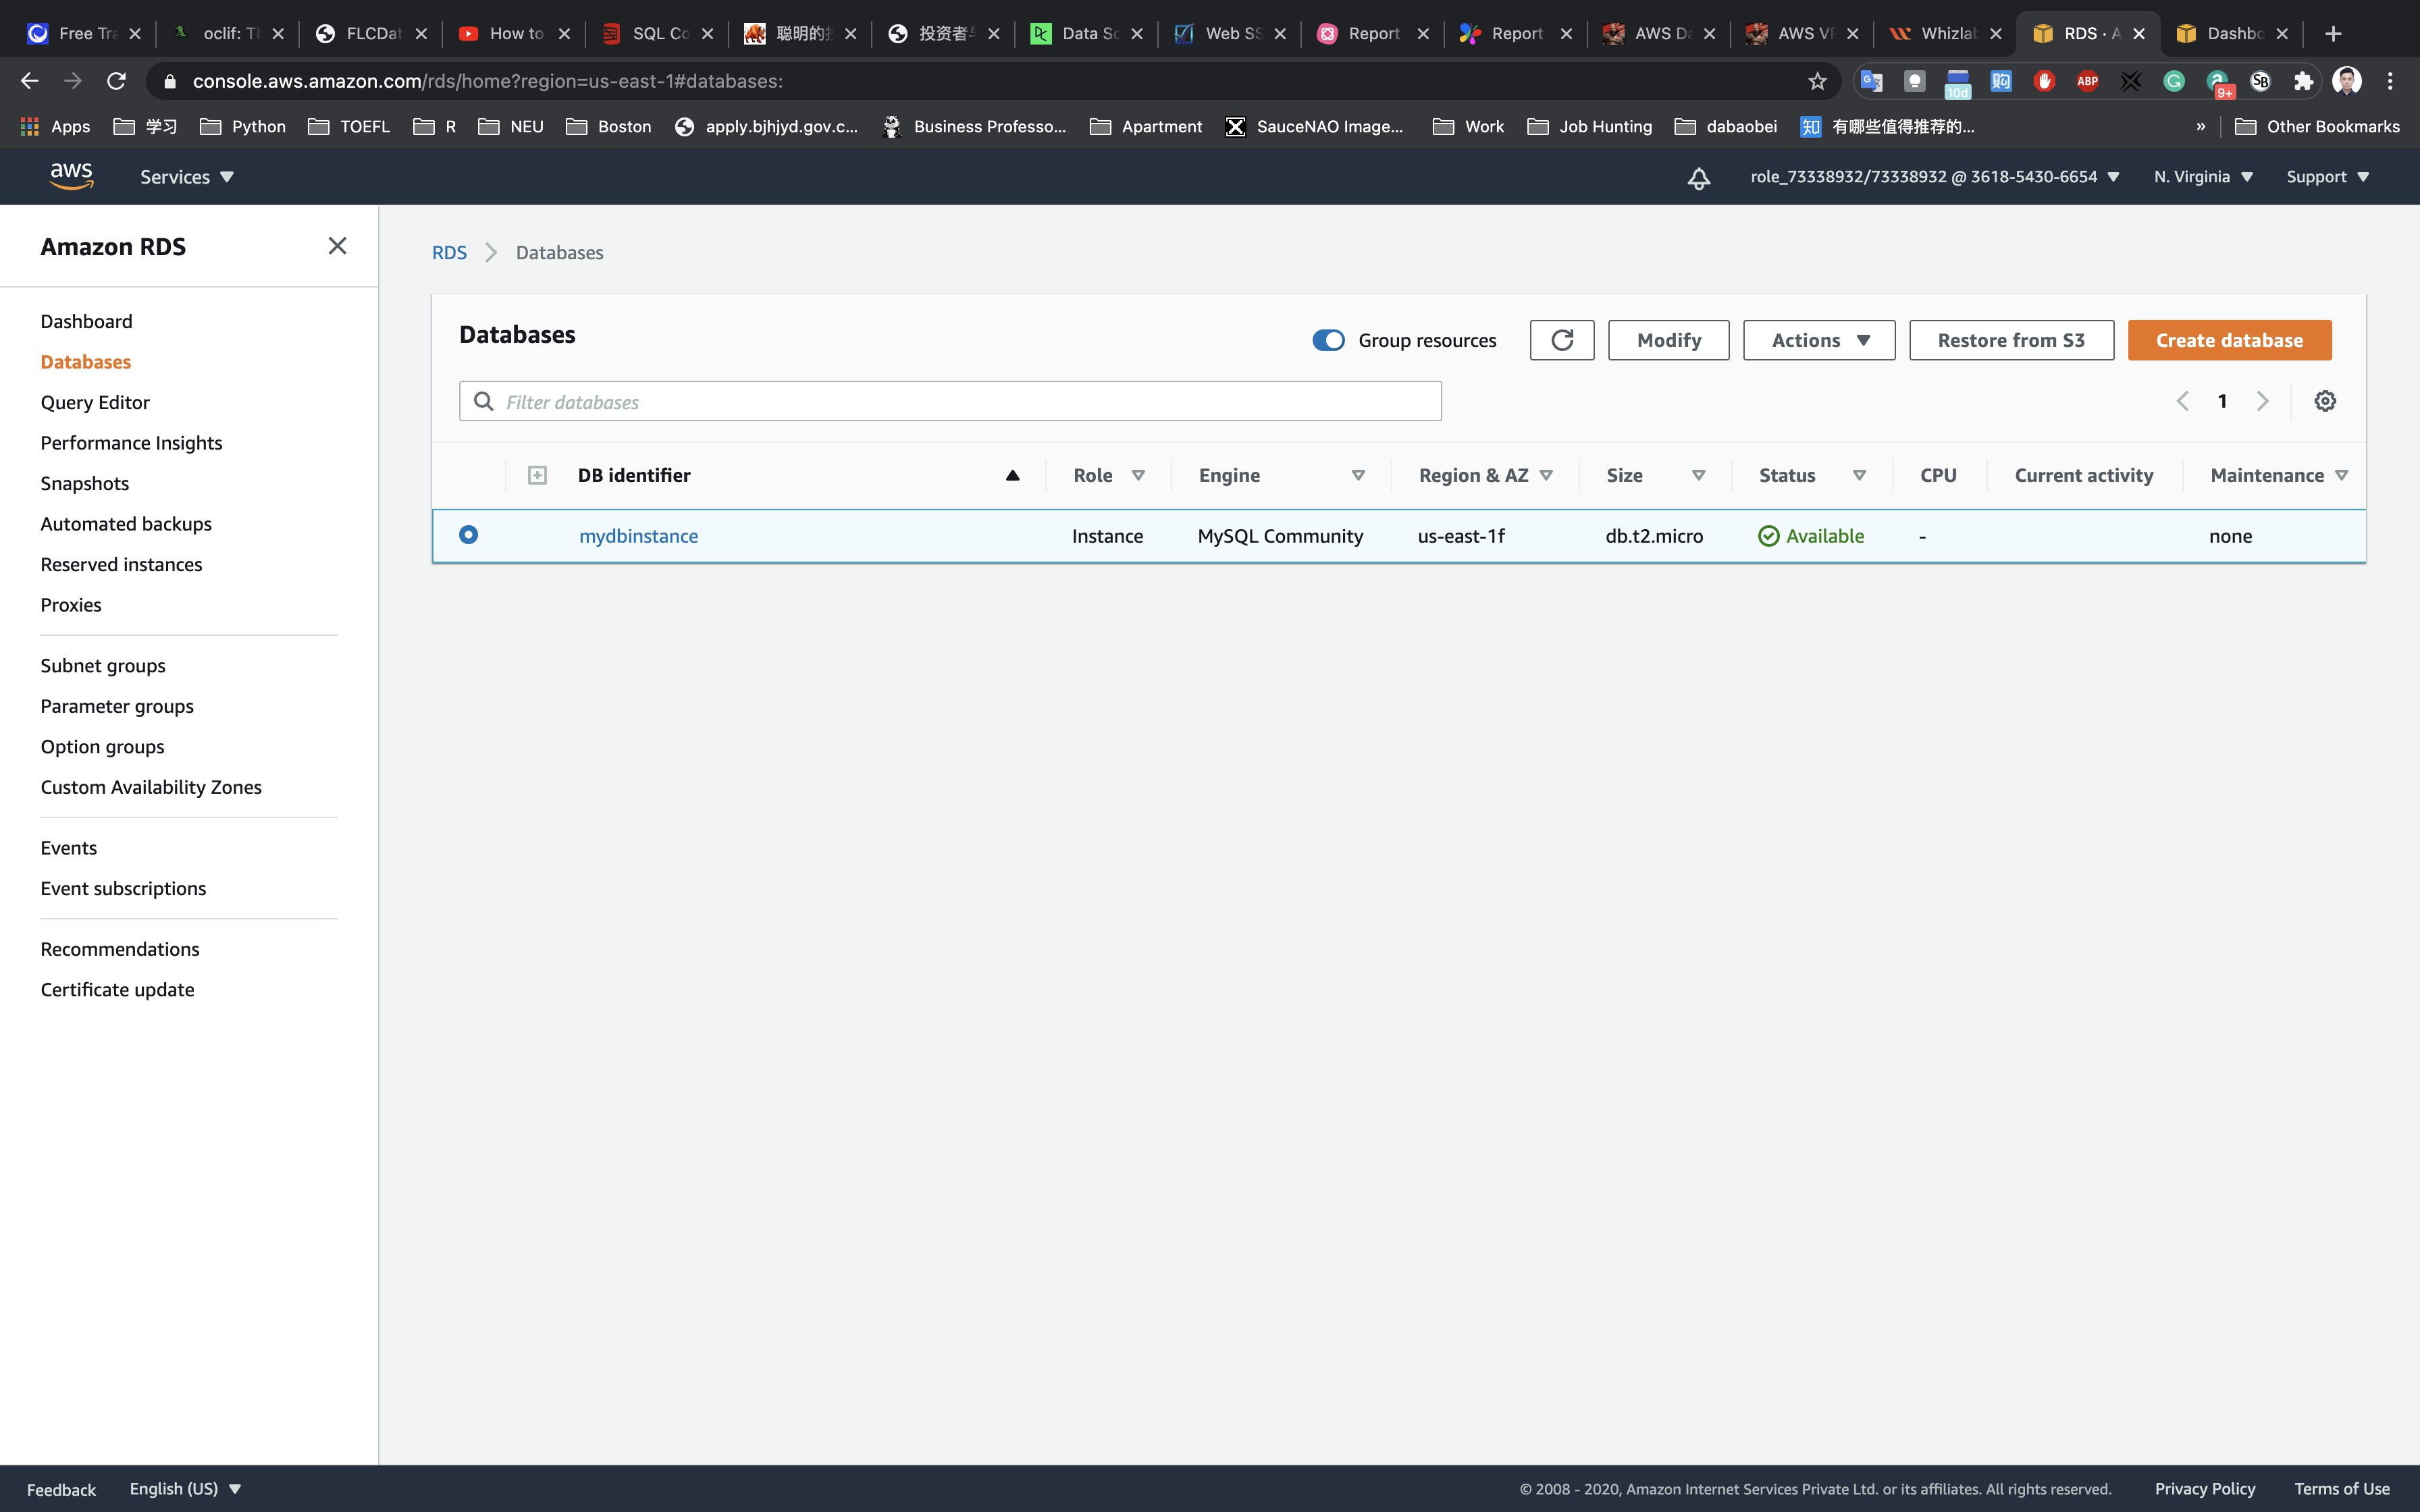 Free Tra
oclif: Th
FLCDat
How to
SQL Co
聪明的投
投资者与
Data Sc
Web SS
Report
Report
AWS Da
AWS VP
Whizlab
RDS · A
Dashbo
console.aws.amazon.com/rds/home?region=us-east-1#databases:
10d
ABP
9+
SB
Apps
学习
Python
TOEFL
R
NEU
Boston
apply.bjhjyd.gov.c...
Business Professo...
Apartment
SauceNAO Image...
Work
Job Hunting
dabaobei
知 有哪些值得推荐的...
»
Other Bookmarks
aws
Services
role_73338932/73338932 @ 3618-5430-6654
N. Virginia
Support
Amazon RDS
Dashboard
Databases
Query Editor
Performance Insights
Snapshots
Automated backups
Reserved instances
Proxies
Subnet groups
Parameter groups
Option groups
Custom Availability Zones
Events
Event subscriptions
Recommendations
Certificate update
RDS > Databases
Databases
Group resources
Modify
Actions
Restore from S3
Create database
Filter databases
1
DB identifier Role Engine Region & AZ Size Status CPU Current activity Maintenance
mydbinstance Instance MySQL Community us-east-1f db.t2.micro Available - none
Feedback
English (US)
© 2008 - 2020, Amazon Internet Services Private Ltd. or its affiliates. All rights reserved.
Privacy Policy
Terms of Use